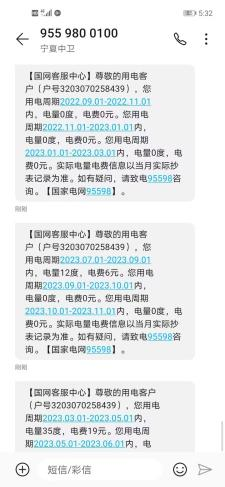 5:32
955 980 0100
宁夏中卫
【国网客服中心】尊敬的用电客
户（户号3203070258439），您
用电周期2022.09.01-2022.11.01
内，电量0度，电费0元。您用电
周期2022.11.01-2023.01.01内，
电量0度，电费0元。您用电周期
2023.01.01-2023.03.01内，电量0度，电
费0元。实际电量电费信息以当月实际抄
表记录为准。如有疑问，请致电95598咨
询。【国家电网95598】。
刚刚
【国网客服中心】尊敬的用电客
户（户号3203070258439），您
用电周期2023.07.01-2023.09.01
内，电量12度，电费6元。您用电
周期2023.09.01-2023.10.01内，
电量0度，电费0元。您用电周期
2023.10.01-2023.11.01内，电量0度，电
费0元。实际电量电费信息以当月实际抄
表记录为准。如有疑问，请致电95598咨
询。【国家电网95598】。
刚刚
【国网客服中心】尊敬的用电客户
（户号3203070258439），您用电
周期2023.03.01-2023.05.01内，
电量35度，电费19元。您用电周
期2023.05.01-2023.06.01内，电
短信/彩信